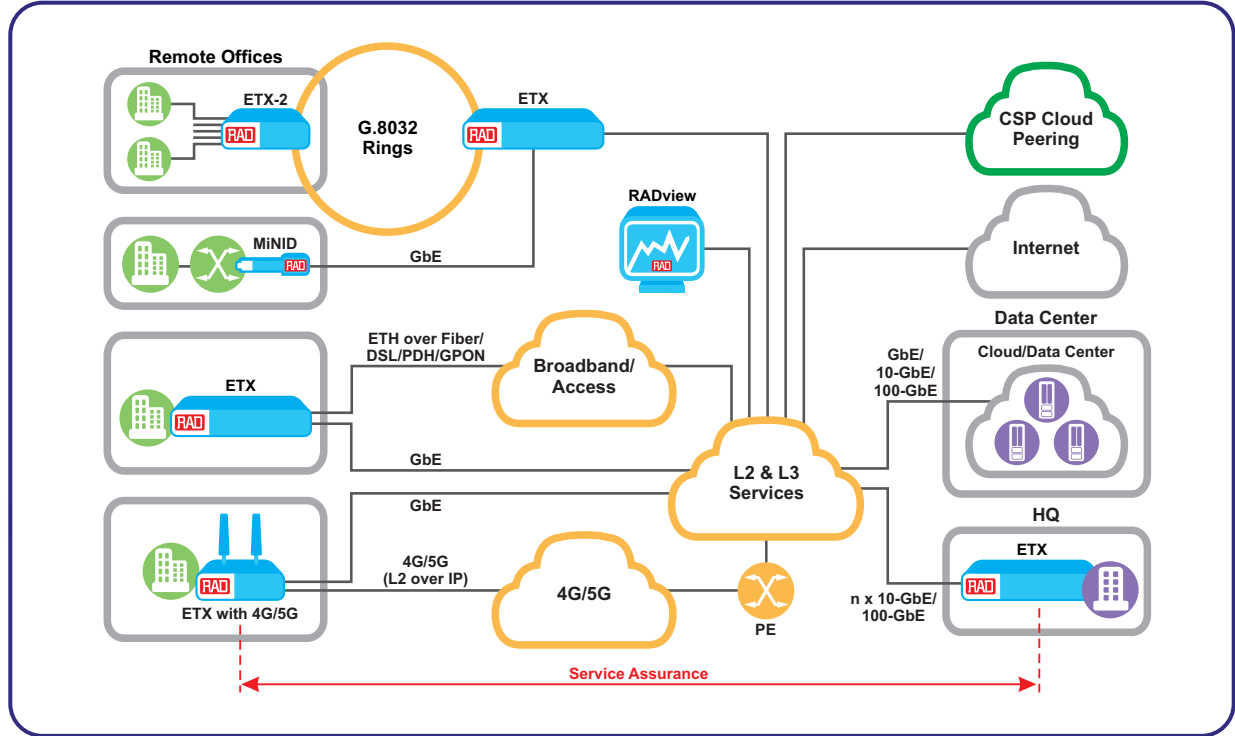 Remote Offices
ETX-2
RAD
G.8032
Rings
ETX
RAD
CSP Cloud
Peering
RADview
RAD
MiNID
RAD
GbE
Internet
ETH over Fiber/
DSL/PDH/GPON
Broadband/
Access
ETX
RAD
GbE
Data Center
Cloud/Data Center
GbE/
10-GbE/
100-GbE
L2 & L3
Services
GbE
RAD
ETX with 4G/5G
4G/5G
(L2 over IP)
4G/5G
PE
HQ
ETX
RAD
n x 10-GbE/
100-GbE
Service Assurance